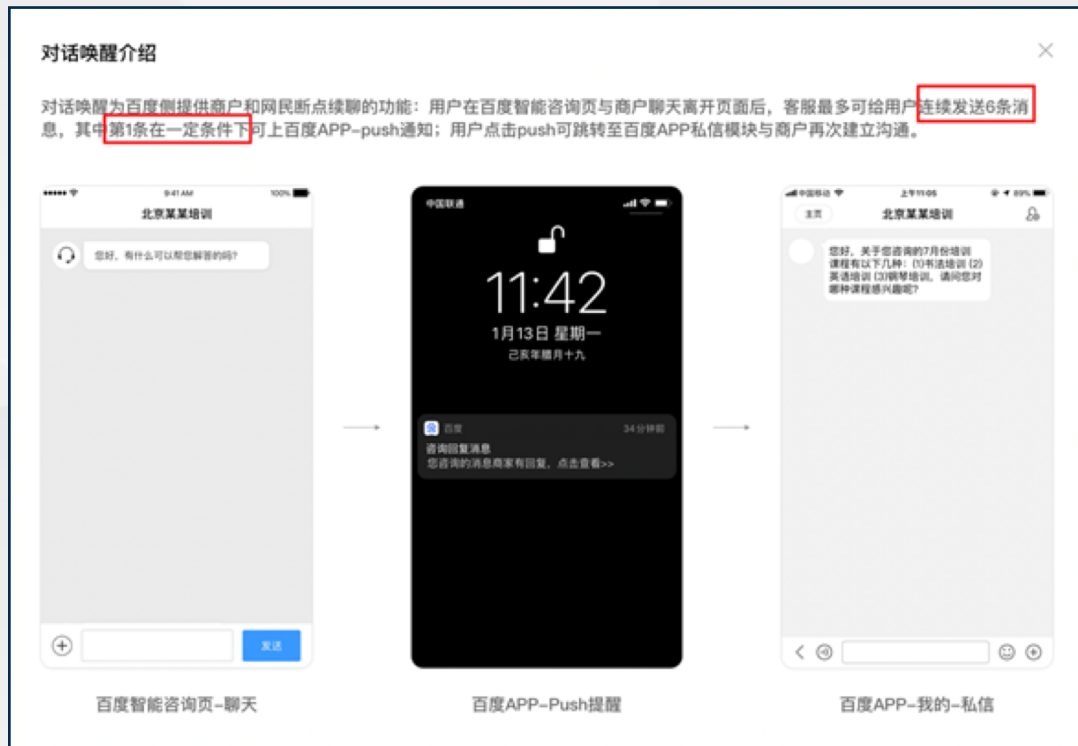 对话唤醒介绍
对话唤醒为百度侧提供商户和网民断点续聊的功能：用户在百度智能咨询页与商户聊天离开页面后，客服最多可给用户连续发送6条消
息，其中第1条在一定条件下可上百度APP-push通知；用户点击push可跳转至百度APP私信模块与商户再次建立沟通。
9:41 AM 100%
北京某某培训
您好，有什么可以帮您解答的吗？
发送
百度智能咨询页-聊天
中国联通
11:42
1月13日 星期一
己亥年腊月十九
百度 34分钟前
咨询回复消息
您咨询的消息商家有回复，点击查看>>
百度APP-Push提醒
中国移动 上午11:05 89%
主页 北京某某培训
您好，关于您咨询的7月份培训
课程有以下几种：(1)书法培训 (2)
英语培训 (3)钢琴培训，请问您对
哪种课程感兴趣呢？
百度APP-我的-私信